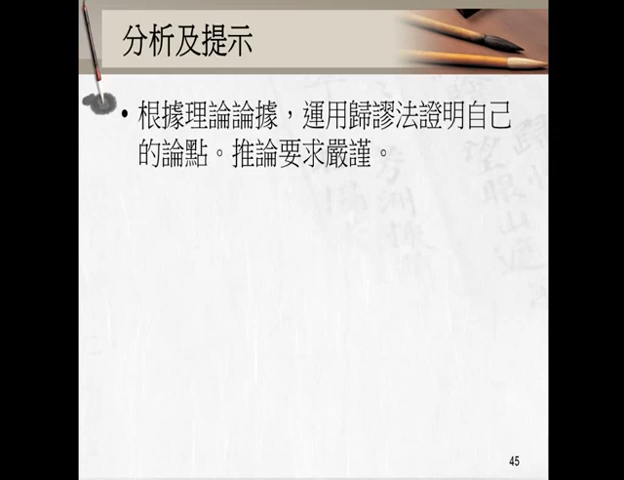 分析及提示
• 根據理論論據，運用歸謬法證明自己
的論點。推論要求嚴謹。
45